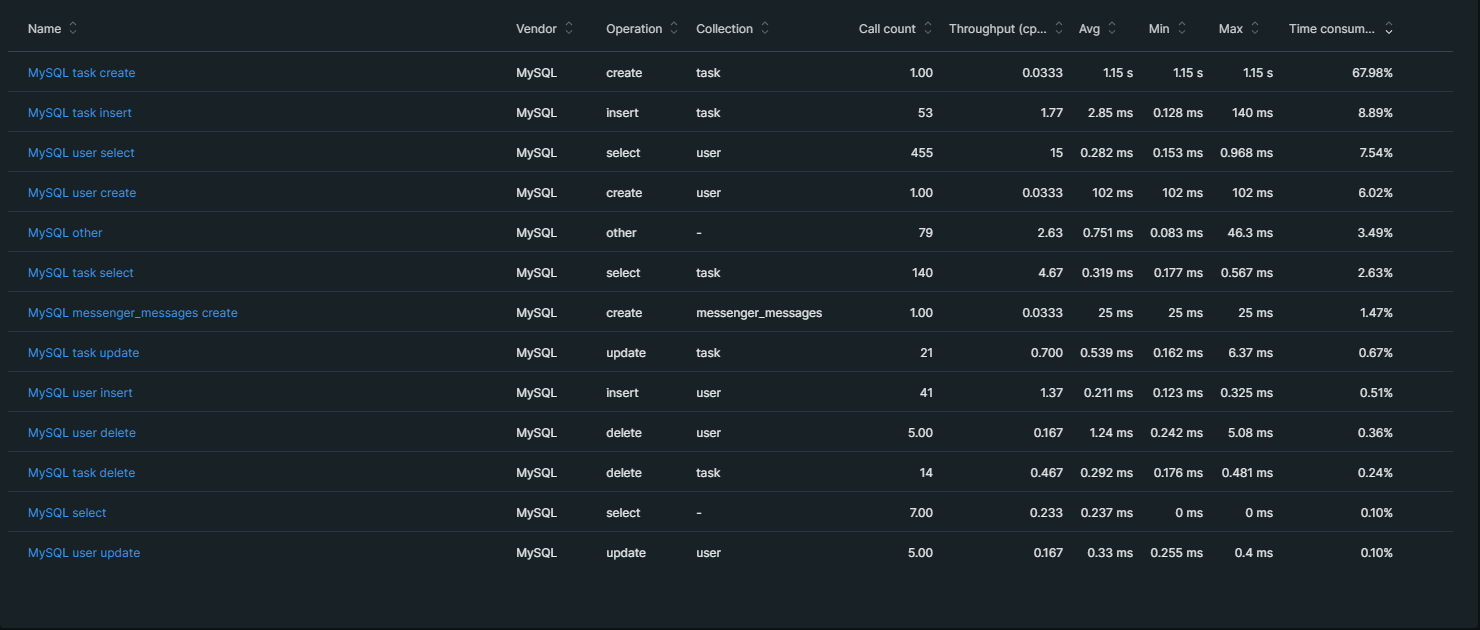 Name Vendor Operation Collection Call count Throughput (cp... Avg Min Max Time consum...
MySQL task create MySQL create task 1.00 0.0333 1.15 s 1.15 s 1.15 s 67.98%
MySQL task insert MySQL insert task 53 1.77 2.85 ms 0.128 ms 140 ms 8.89%
MySQL user select MySQL select user 455 15 0.282 ms 0.153 ms 0.968 ms 7.54%
MySQL user create MySQL create user 1.00 0.0333 102 ms 102 ms 102 ms 6.02%
MySQL other MySQL other - 79 2.63 0.751 ms 0.083 ms 46.3 ms 3.49%
MySQL task select MySQL select task 140 4.67 0.319 ms 0.177 ms 0.567 ms 2.63%
MySQL messenger_messages create MySQL create messenger_messages 1.00 0.0333 25 ms 25 ms 25 ms 1.47%
MySQL task update MySQL update task 21 0.700 0.539 ms 0.162 ms 6.37 ms 0.67%
MySQL user insert MySQL insert user 41 1.37 0.211 ms 0.123 ms 0.325 ms 0.51%
MySQL user delete MySQL delete user 5.00 0.167 1.24 ms 0.242 ms 5.08 ms 0.36%
MySQL task delete MySQL delete task 14 0.467 0.292 ms 0.176 ms 0.481 ms 0.24%
MySQL select MySQL select - 7.00 0.233 0.237 ms 0 ms 0 ms 0.10%
MySQL user update MySQL update user 5.00 0.167 0.33 ms 0.255 ms 0.4 ms 0.10%